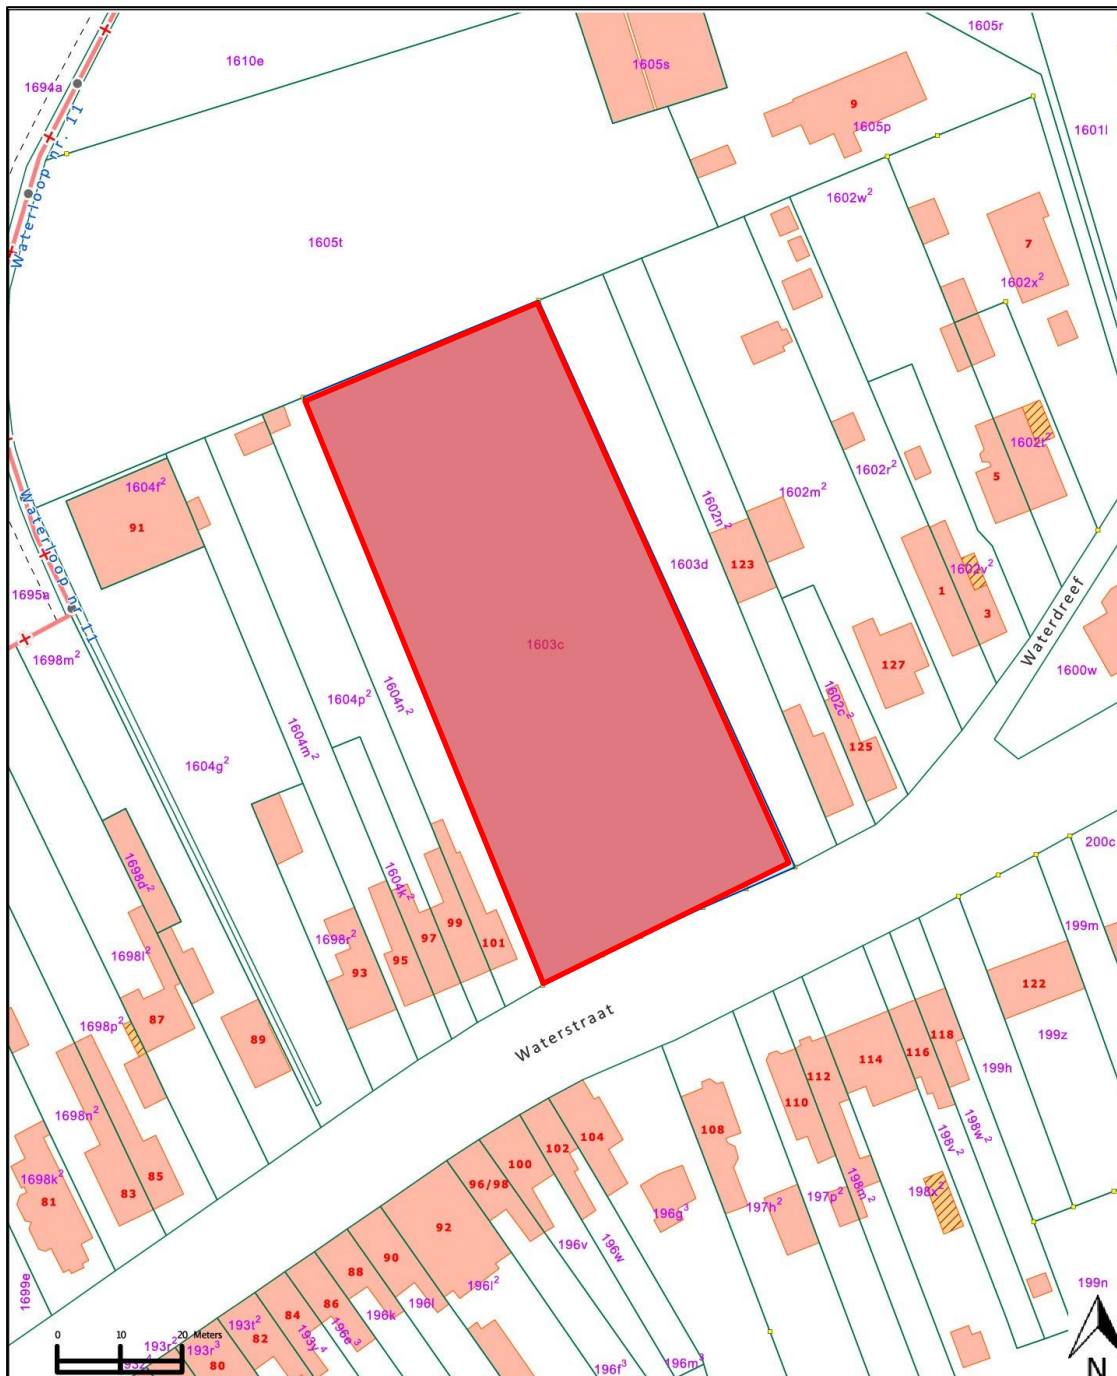 1605r
1610e
1605s
1694a
9
1605p
1601l
Waterloop nr. 11
1602w²
1605t
7
1602x²
1602t²
5
1604f²
91
1602r²
1602m²
1602n²
Waterloop nr. 11
123
1603d
1602v²
1
3
1695a
Waterdreef
1603c
1698m²
127
1600w
1604p²
1604n²
1602c²
1604m²
125
1604g²
200c
1698d²
1604k²
199m
99
97
101
1698r²
95
93
1698l²
122
1698p²
87
89
Waterstraat
118
199z
116
114
112
199h
110
1698n²
108
104
102
100
198w²
198v²
1698k²
81
83
85
96/98
198m²
198x²
197p²
197h²
196g³
92
196v
196w
90
88
1699e
196l²
199n
86
196l
84
196k
193t²
82
193y⁴
196e³
0 10 20 Meters
193r²
193r³
80
196f³
196m³
N